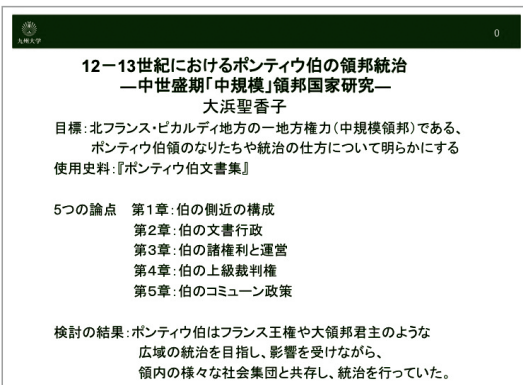 九州大学
0
12－13世紀におけるポンティウ伯の領邦統治
―中世盛期「中規模」領邦国家研究―
大浜聖香子
目標：北フランス・ピカルディ地方の一地方権力（中規模領邦）である、
ポンティウ伯領のなりたちや統治の仕方について明らかにする
使用史料：『ポンティウ伯文書集』
5つの論点　第1章：伯の側近の構成
第2章：伯の文書行政
第3章：伯の諸権利と運営
第4章：伯の上級裁判権
第5章：伯のコミューン政策
検討の結果：ポンティウ伯はフランス王権や大領邦君主のような
広域の統治を目指し、影響を受けながら、
領内の様々な社会集団と共存し、統治を行っていた。